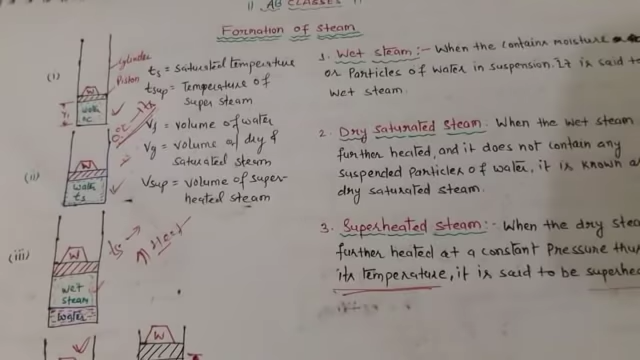 11 AG CLASSES 11
Formation of steam
(i)
W
water
0c
Cylinder
Piston
ts = saturated temperature
tsup = Temperature of
Super steam
Vf = volume of water
Vg = volume of dry &
saturated steam
Vsup = volume of super-
heated steam
(ii)
W
water
ts
(iii)
W
wet
steam
water
ts
W
1. Wet steam :- When the contains moisture
or particles of water in suspension. It is said to
wet steam.
2. Dry saturated steam. When the wet steam
further heated, and it does not contain any
suspended particles of water, it is known a
dry saturated steam.
3. Superheated steam :- When the dry stea
further heated at a constant pressure thu
its temperature, it is said to be superhea